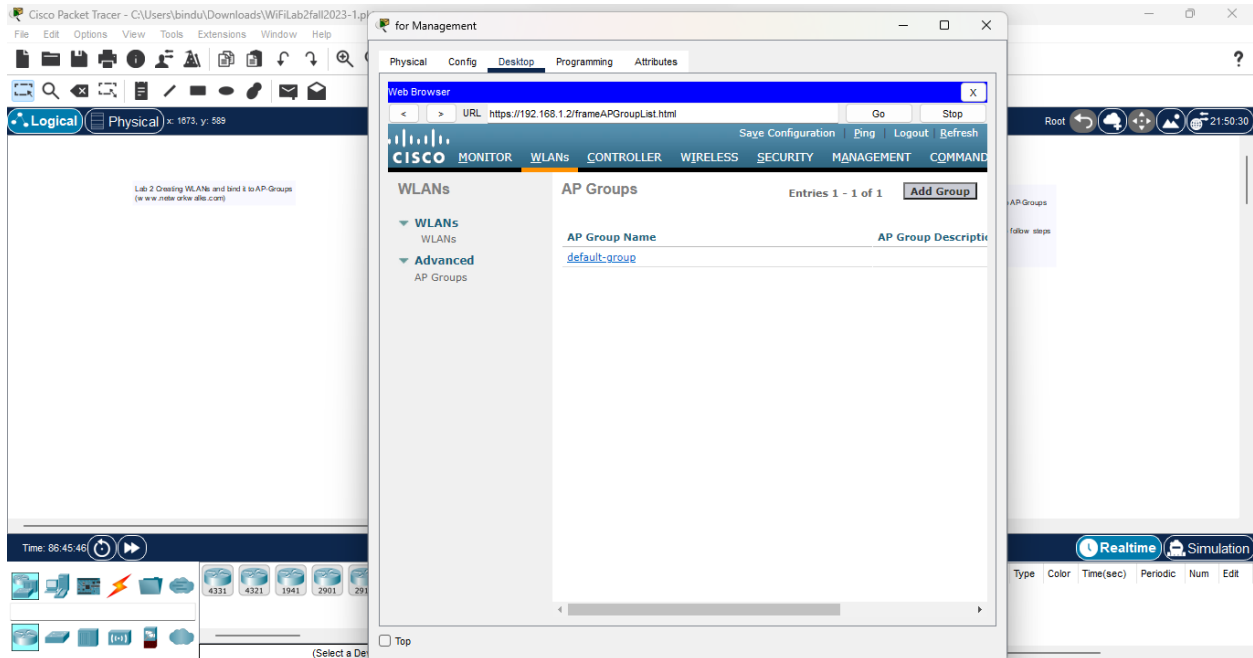 Cisco Packet Tracer - C:\Users\bindu\Downloads\WiFiLab2fall2023-1.p
File Edit Options View Tools Extensions Window Help
for Management
Physical Config Desktop Programming Attributes
Web Browser
X
< > URL https://192.168.1.2/frameAPGroupList.html Go Stop
Logical Physical x: 1673, y: 589
Root 21:50:30
Save Configuration Ping Logout Refresh
CISCO MONITOR WLANs CONTROLLER WIRELESS SECURITY MANAGEMENT COMMAND
WLANs
WLANs
WLANs
Advanced
AP Groups
AP Groups Entries 1 - 1 of 1 Add Group
AP Group Name AP Group Descriptio
default-group
Lab 2 Creating WLANs and bind it to AP-Groups
(www.networkwalks.com)
AP-Groups
follow steps
Time: 86:45:46
Realtime Simulation
4331 4321 1941 2901 291
Type Color Time(sec) Periodic Num Edit
(Select a De
Top